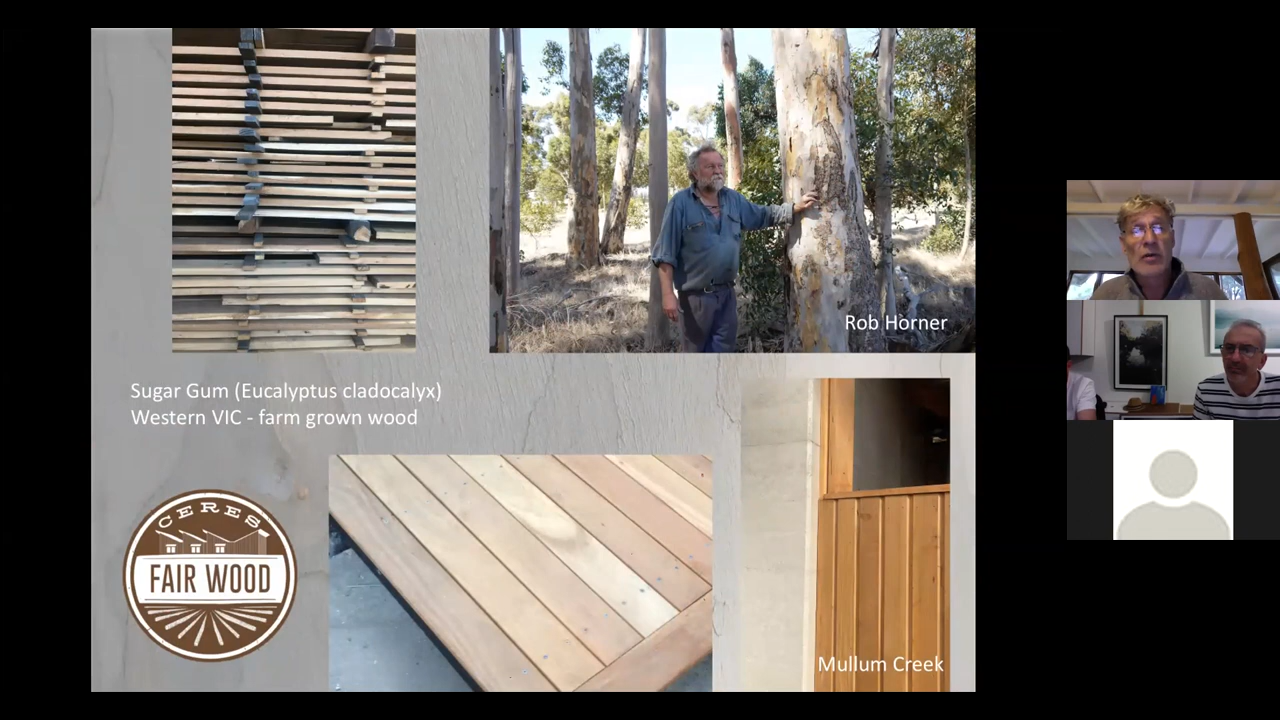 Rob Horner
Sugar Gum (Eucalyptus cladocalyx)
Western VIC - farm grown wood
CERES
FAIR WOOD
Mullum Creek